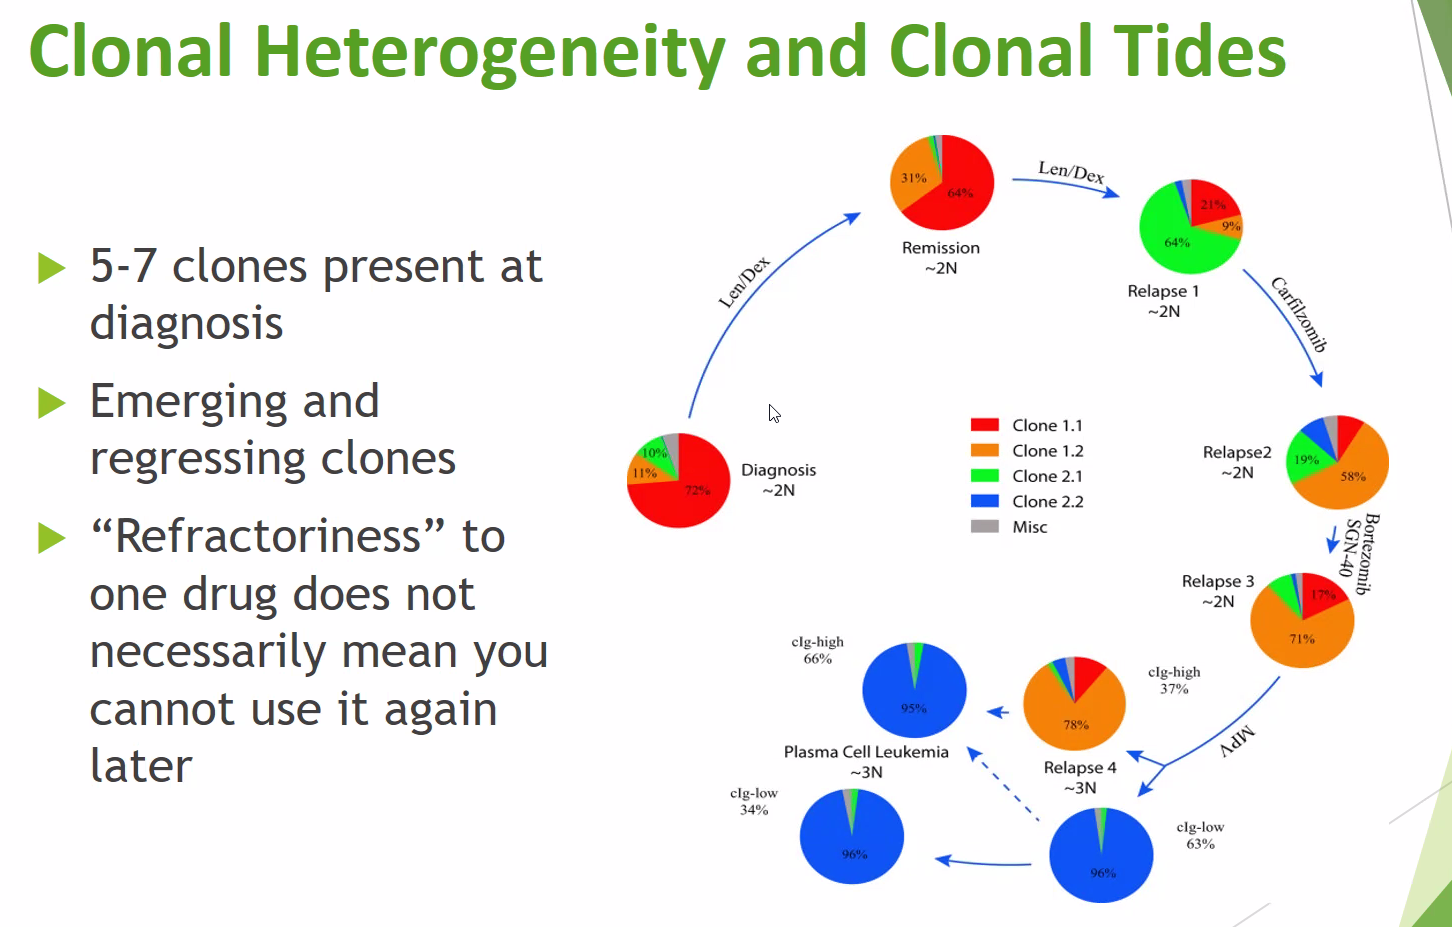 Clonal Heterogeneity and Clonal Tides
5-7 clones present at
diagnosis
Emerging and
regressing clones
“Refractoriness” to
one drug does not
necessarily mean you
cannot use it again
later
10%
11%
72%
Diagnosis
~2N
Len/Dex
31%
64%
Remission
~2N
Len/Dex
21%
9%
64%
Relapse 1
~2N
Carfilzomib
Relapse2
~2N
19%
58%
Bortezomib
SGN-40
Relapse 3
~2N
17%
71%
MPV
cIg-high
37%
78%
Relapse 4
~3N
cIg-low
63%
96%
cIg-high
66%
95%
Plasma Cell Leukemia
~3N
cIg-low
34%
96%
Clone 1.1
Clone 1.2
Clone 2.1
Clone 2.2
Misc